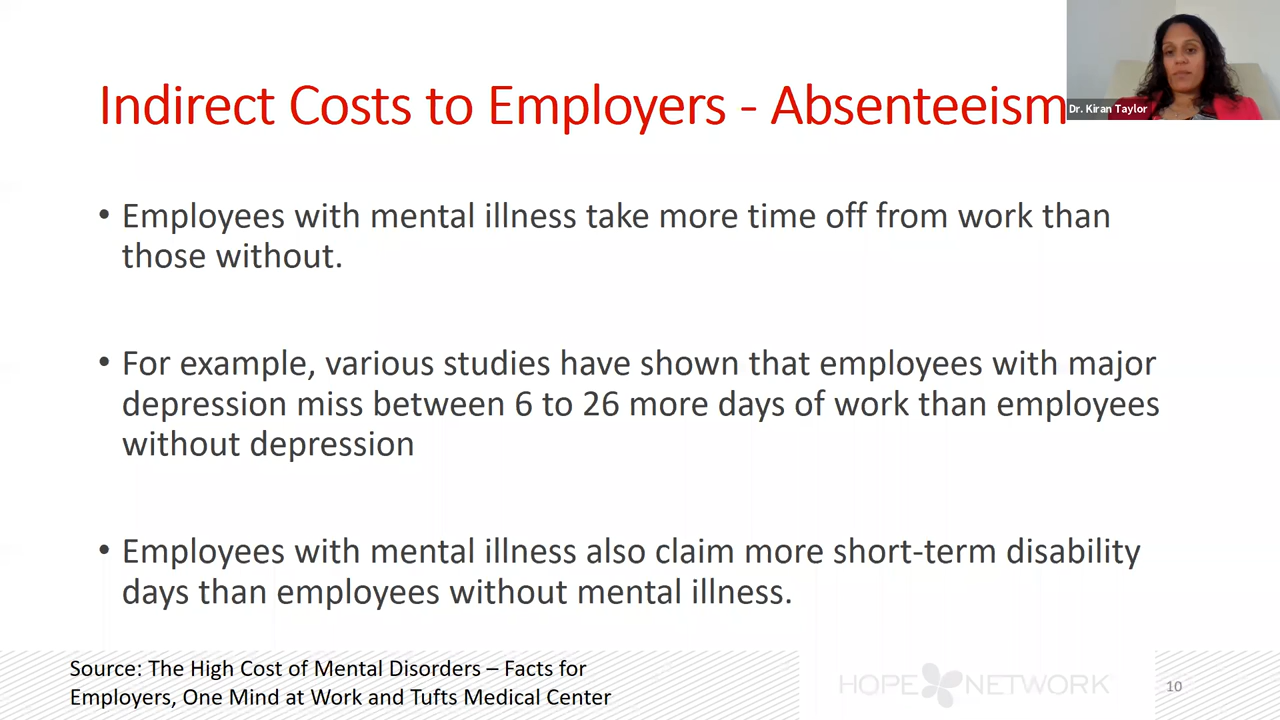 Indirect Costs to Employers - Absenteeism
Dr. Kiran Taylor
• Employees with mental illness take more time off from work than
those without.
• For example, various studies have shown that employees with major
depression miss between 6 to 26 more days of work than employees
without depression
• Employees with mental illness also claim more short-term disability
days than employees without mental illness.
Source: The High Cost of Mental Disorders – Facts for
Employers, One Mind at Work and Tufts Medical Center
HOPE NETWORK
10